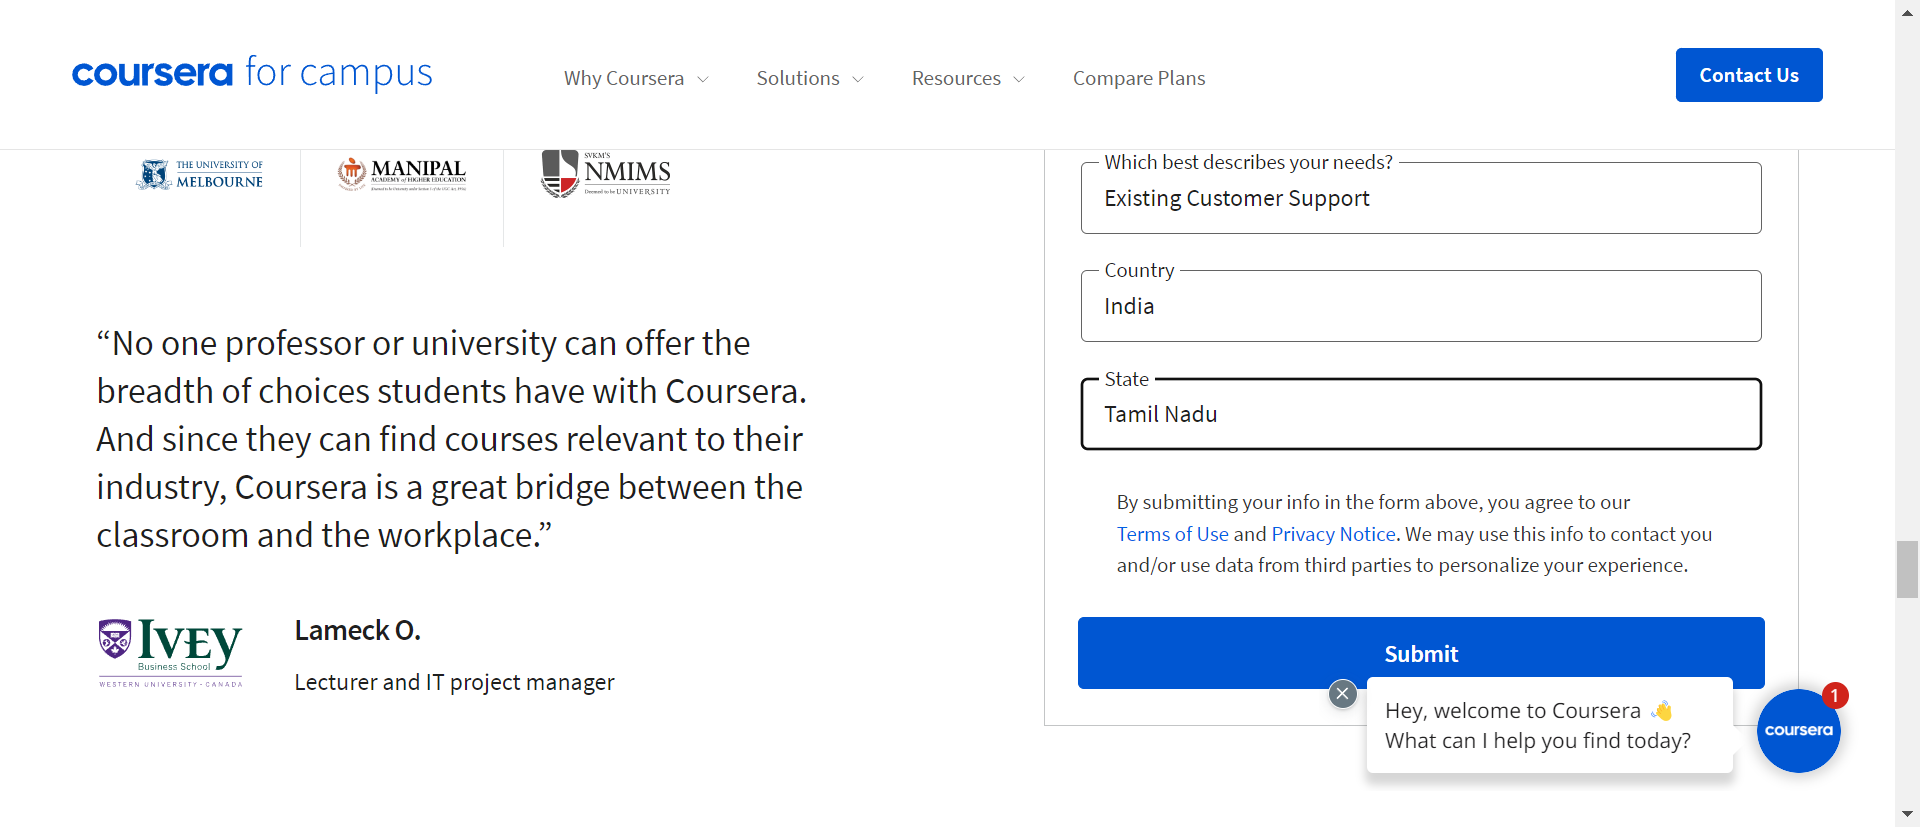 coursera for campus
Why Coursera
Solutions
Resources
Compare Plans
Contact Us
THE UNIVERSITY OF
MELBOURNE
MANIPAL
ACADEMY of HIGHER EDUCATION
SVKM'S
NMIMS
Deemed to be UNIVERSITY
“No one professor or university can offer the
breadth of choices students have with Coursera.
And since they can find courses relevant to their
industry, Coursera is a great bridge between the
classroom and the workplace.”
IVEY
Business School
WESTERN UNIVERSITY · CANADA
Lameck O.
Lecturer and IT project manager
Which best describes your needs?
Existing Customer Support
Country
India
State
Tamil Nadu
By submitting your info in the form above, you agree to our
Terms of Use and Privacy Notice. We may use this info to contact you
and/or use data from third parties to personalize your experience.
Submit
Hey, welcome to Coursera 👋
What can I help you find today?
coursera
1